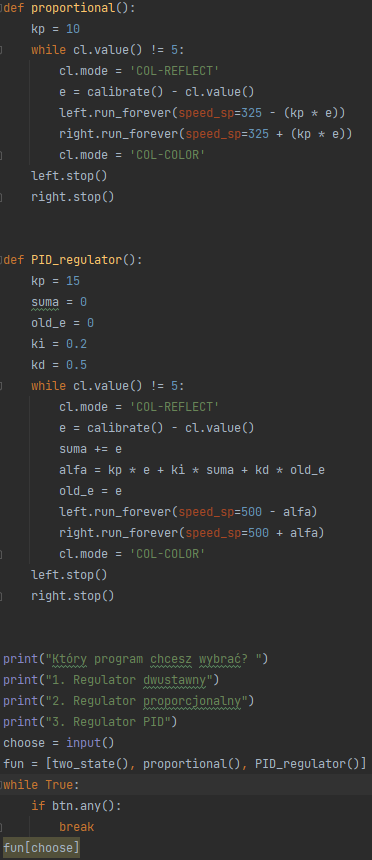 def proportional():
    kp = 10
    while cl.value() != 5:
        cl.mode = 'COL-REFLECT'
        e = calibrate() - cl.value()
        left.run_forever(speed_sp=325 - (kp * e))
        right.run_forever(speed_sp=325 + (kp * e))
        cl.mode = 'COL-COLOR'
    left.stop()
    right.stop()
def PID_regulator():
    kp = 15
    suma = 0
    old_e = 0
    ki = 0.2
    kd = 0.5
    while cl.value() != 5:
        cl.mode = 'COL-REFLECT'
        e = calibrate() - cl.value()
        suma += e
        alfa = kp * e + ki * suma + kd * old_e
        old_e = e
        left.run_forever(speed_sp=500 - alfa)
        right.run_forever(speed_sp=500 + alfa)
        cl.mode = 'COL-COLOR'
    left.stop()
    right.stop()
print("Który program chcesz wybrać? ")
print("1. Regulator dwustawny")
print("2. Regulator proporcjonalny")
print("3. Regulator PID")
choose = input()
fun = [two_state(), proportional(), PID_regulator()]
while True:
    if btn.any():
        break
fun[choose]